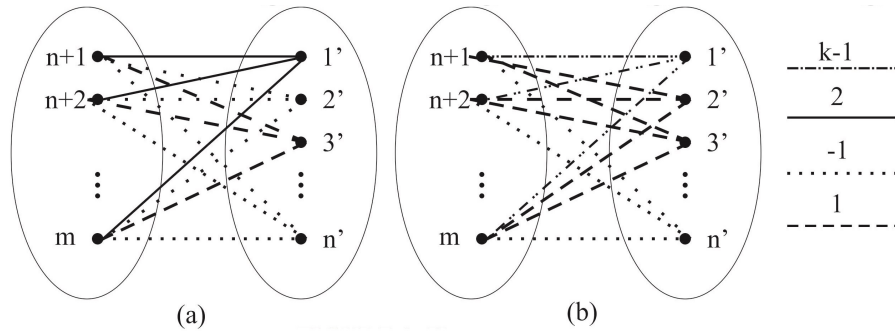 n+1 1' n+1 1' k-1
n+2 2' n+2 2' 2
3' 3' -1
m n' m n' 1
(a) (b)